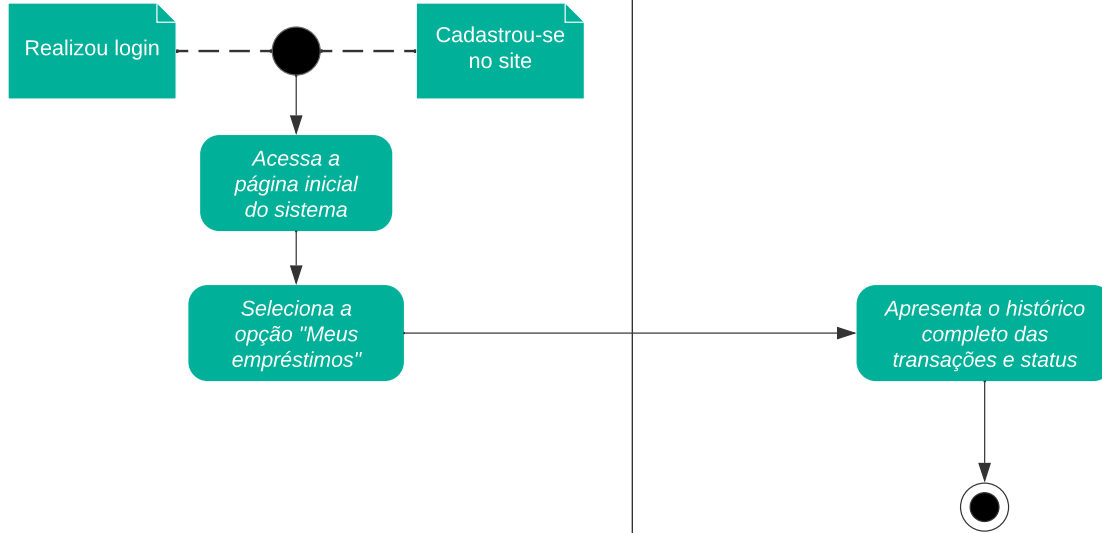 Realizou login
Cadastrou-se
no site
Acessa a
página inicial
do sistema
Seleciona a
opção "Meus
empréstimos"
Apresenta o histórico
completo das
transações e status